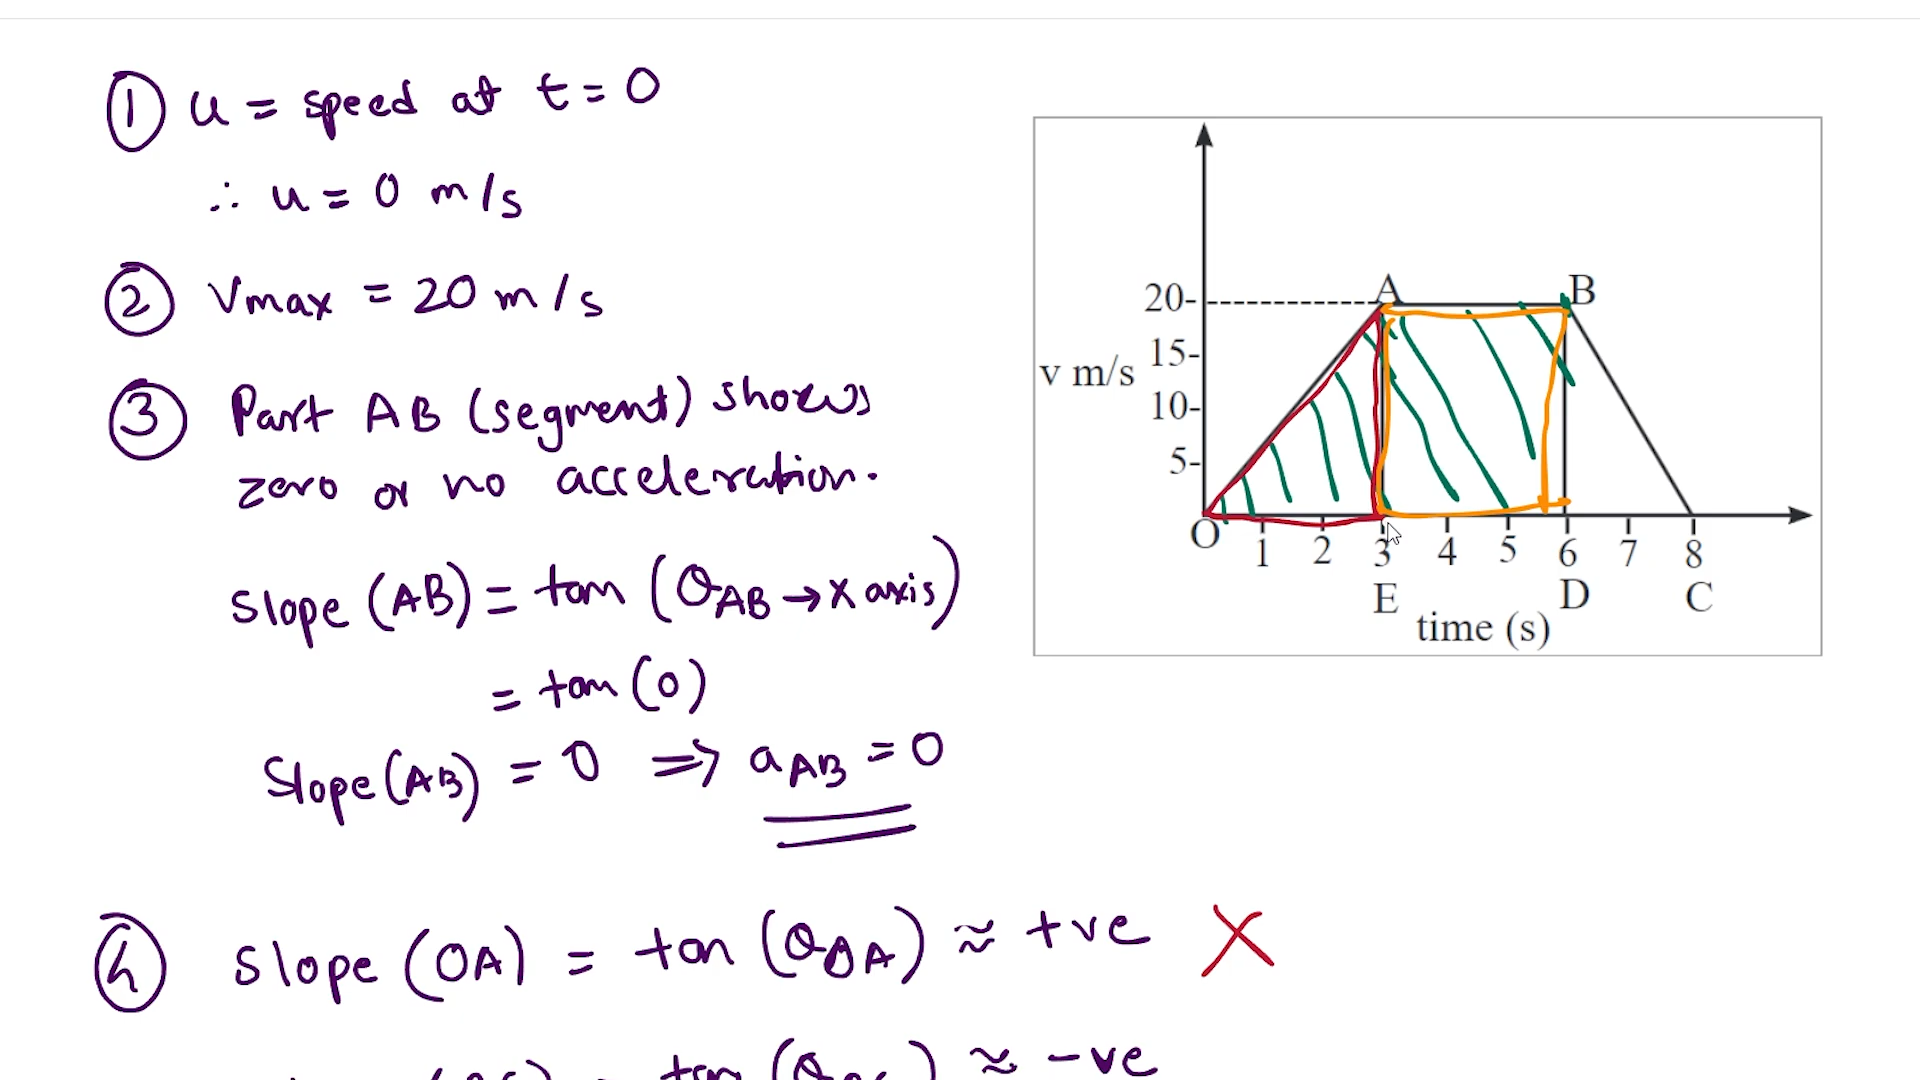 ① u = speed at t = 0
∴ u = 0 m/s
② Vmax = 20 m/s
③ Part AB (segment) shows
zero or no acceleration.
Slope (AB) = tan (θAB → x axis)
= tan (0)
Slope (AB) = 0 ⇒ aAB = 0
④ Slope (OA) = tan (θOA) ≈ +ve X
≈ -ve
A B
20-
v m/s 15-
10-
5-
O 1 2 3 4 5 6 7 8
E D C
time (s)